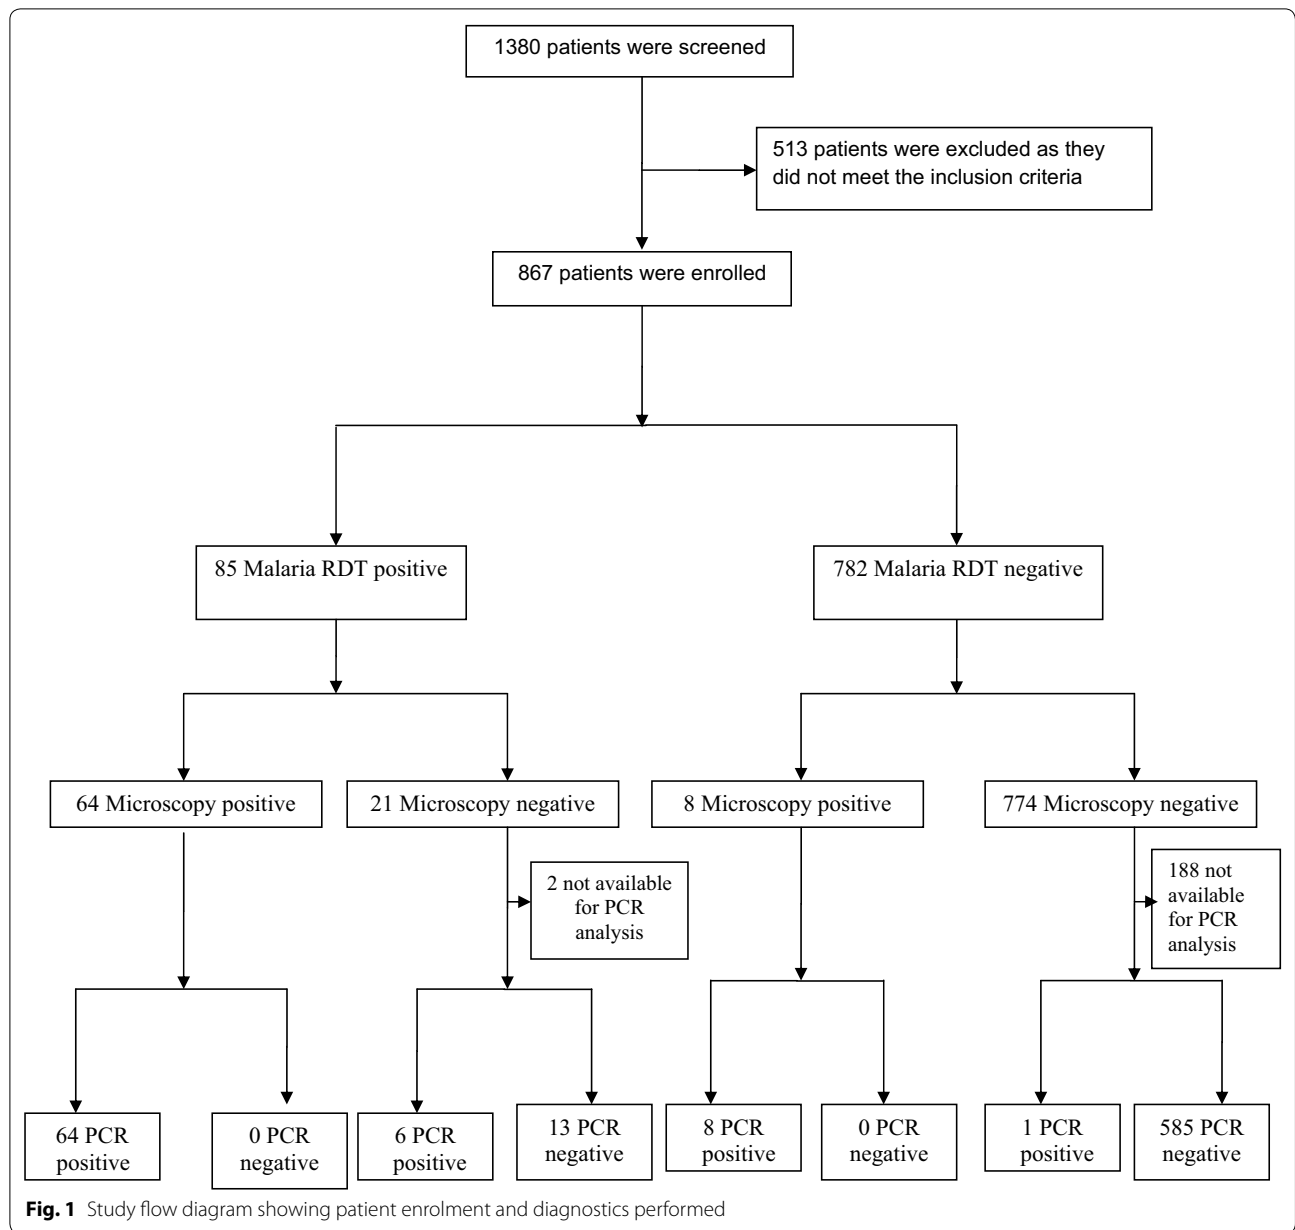 1380 patients were screened
513 patients were excluded as they
did not meet the inclusion criteria
867 patients were enrolled
85 Malaria RDT positive
782 Malaria RDT negative
64 Microscopy positive
21 Microscopy negative
8 Microscopy positive
774 Microscopy negative
2 not available
for PCR
analysis
188 not
available
for PCR
analysis
64 PCR
positive
0 PCR
negative
6 PCR
positive
13 PCR
negative
8 PCR
positive
0 PCR
negative
1 PCR
positive
585 PCR
negative
Fig. 1 Study flow diagram showing patient enrolment and diagnostics performed